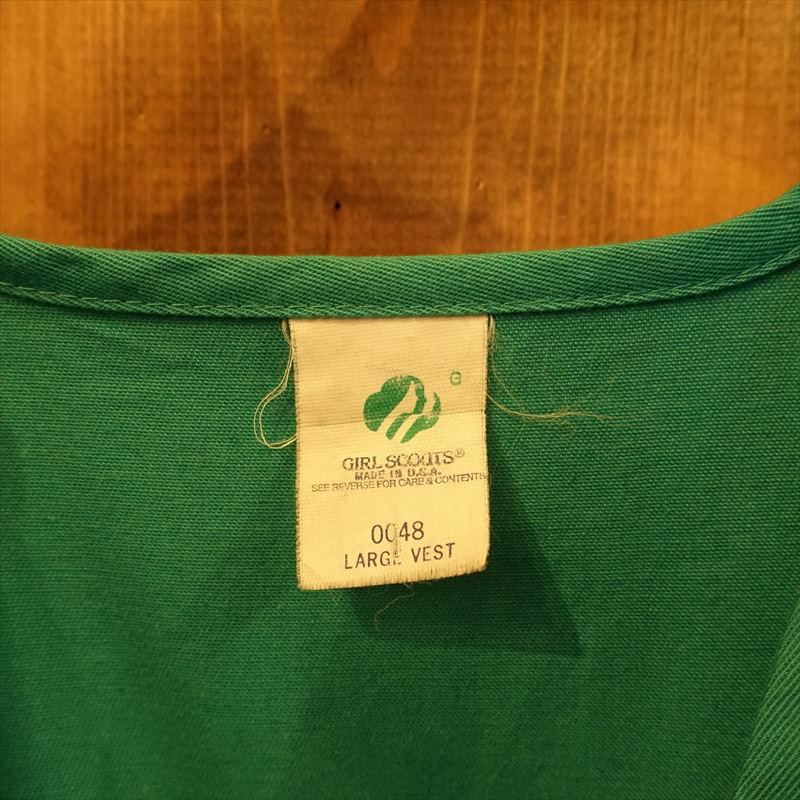 G
GIRL SCOUTS®
MADE IN U.S.A.
SEE REVERSE FOR CARE & CONTENTS
0048
LARGE VEST